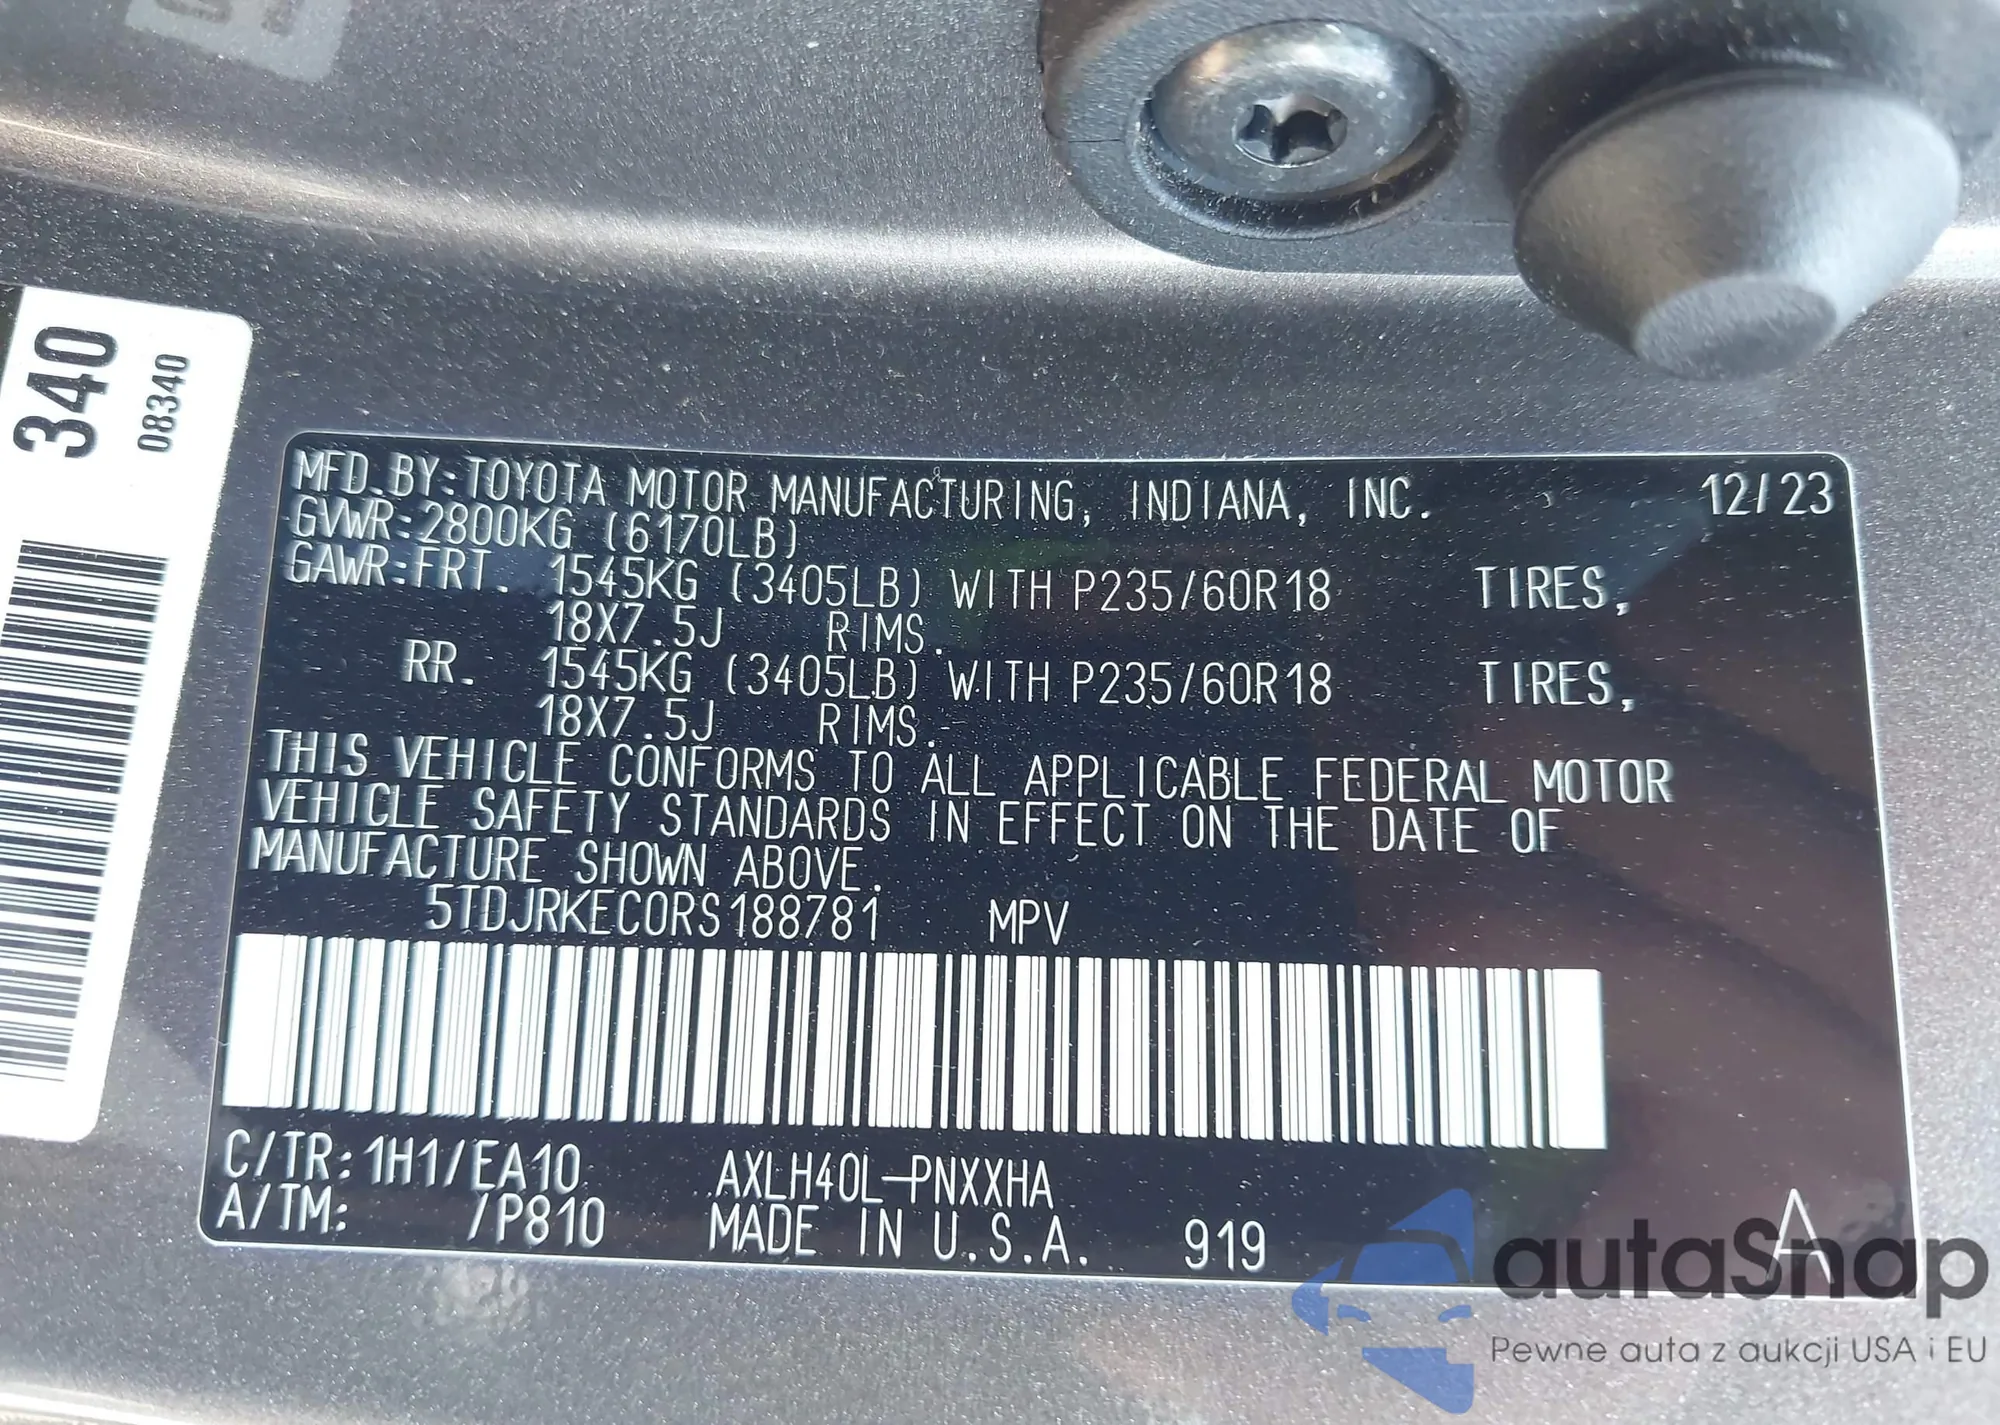 340
08340
MFD.BY:TOYOTA MOTOR MANUFACTURING, INDIANA, INC. 12/23
GVWR:2800KG (6170LB)
GAWR:FRT. 1545KG (3405LB) WITH P235/60R18 TIRES,
18X7.5J RIMS.
RR. 1545KG (3405LB) WITH P235/60R18 TIRES,
18X7.5J RIMS.
THIS VEHICLE CONFORMS TO ALL APPLICABLE FEDERAL MOTOR
VEHICLE SAFETY STANDARDS IN EFFECT ON THE DATE OF
MANUFACTURE SHOWN ABOVE.
5TDJRKEC0RS188781 MPV
C/TR:1H1/EA10 AXLH40L-PNXXHA
A/TM: /P810 MADE IN U.S.A. 919 A
autaSnap
Pewne auta z aukcji USA i EU